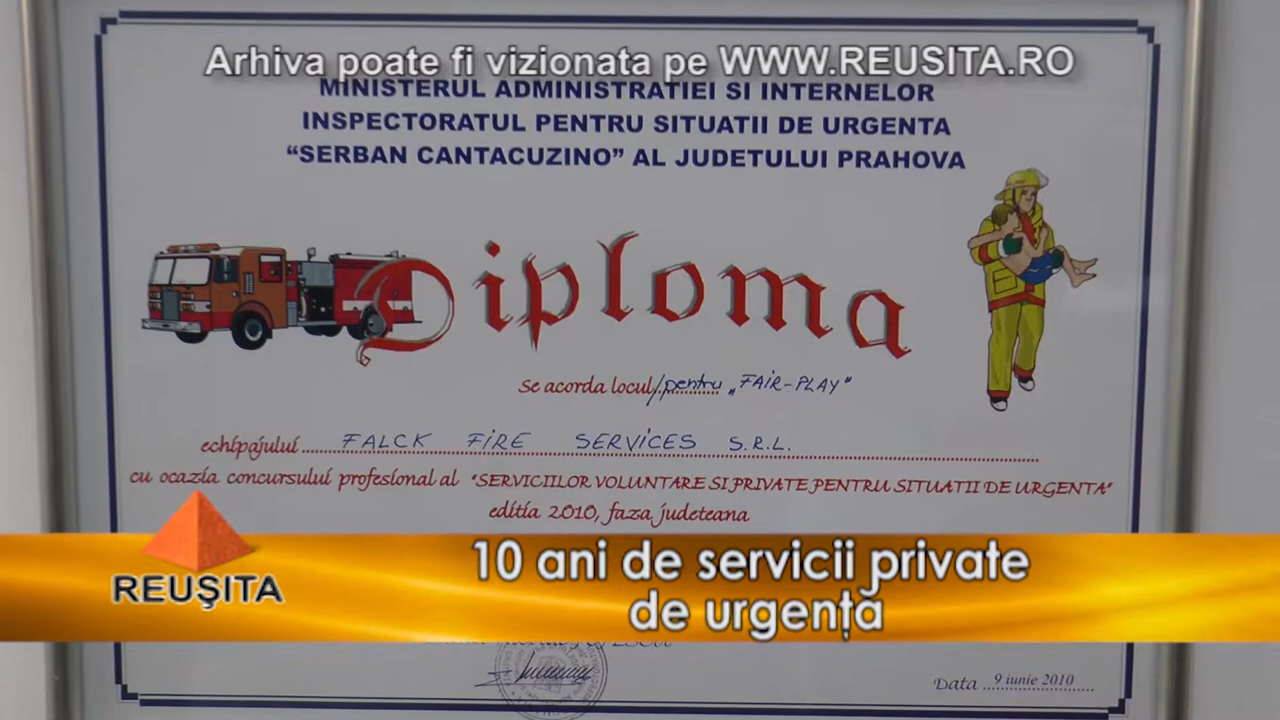 Arhiva poate fi vizionata pe WWW.REUSITA.RO
MINISTERUL ADMINISTRATIEI SI INTERNELOR
INSPECTORATUL PENTRU SITUATII DE URGENTA
“SERBAN CANTACUZINO” AL JUDETULUI PRAHOVA
Diploma
Se acorda locul/pentru „FAIR-PLAY”
echipajului FALCK FIRE SERVICES S.R.L.
cu ocazia concursului profesional al “SERVICIILOR VOLUNTARE SI PRIVATE PENTRU SITUATII DE URGENTA”
editia 2010, faza judeteana
10 ani de servicii private
de urgență
REUŞITA
Data 9 iunie 2010